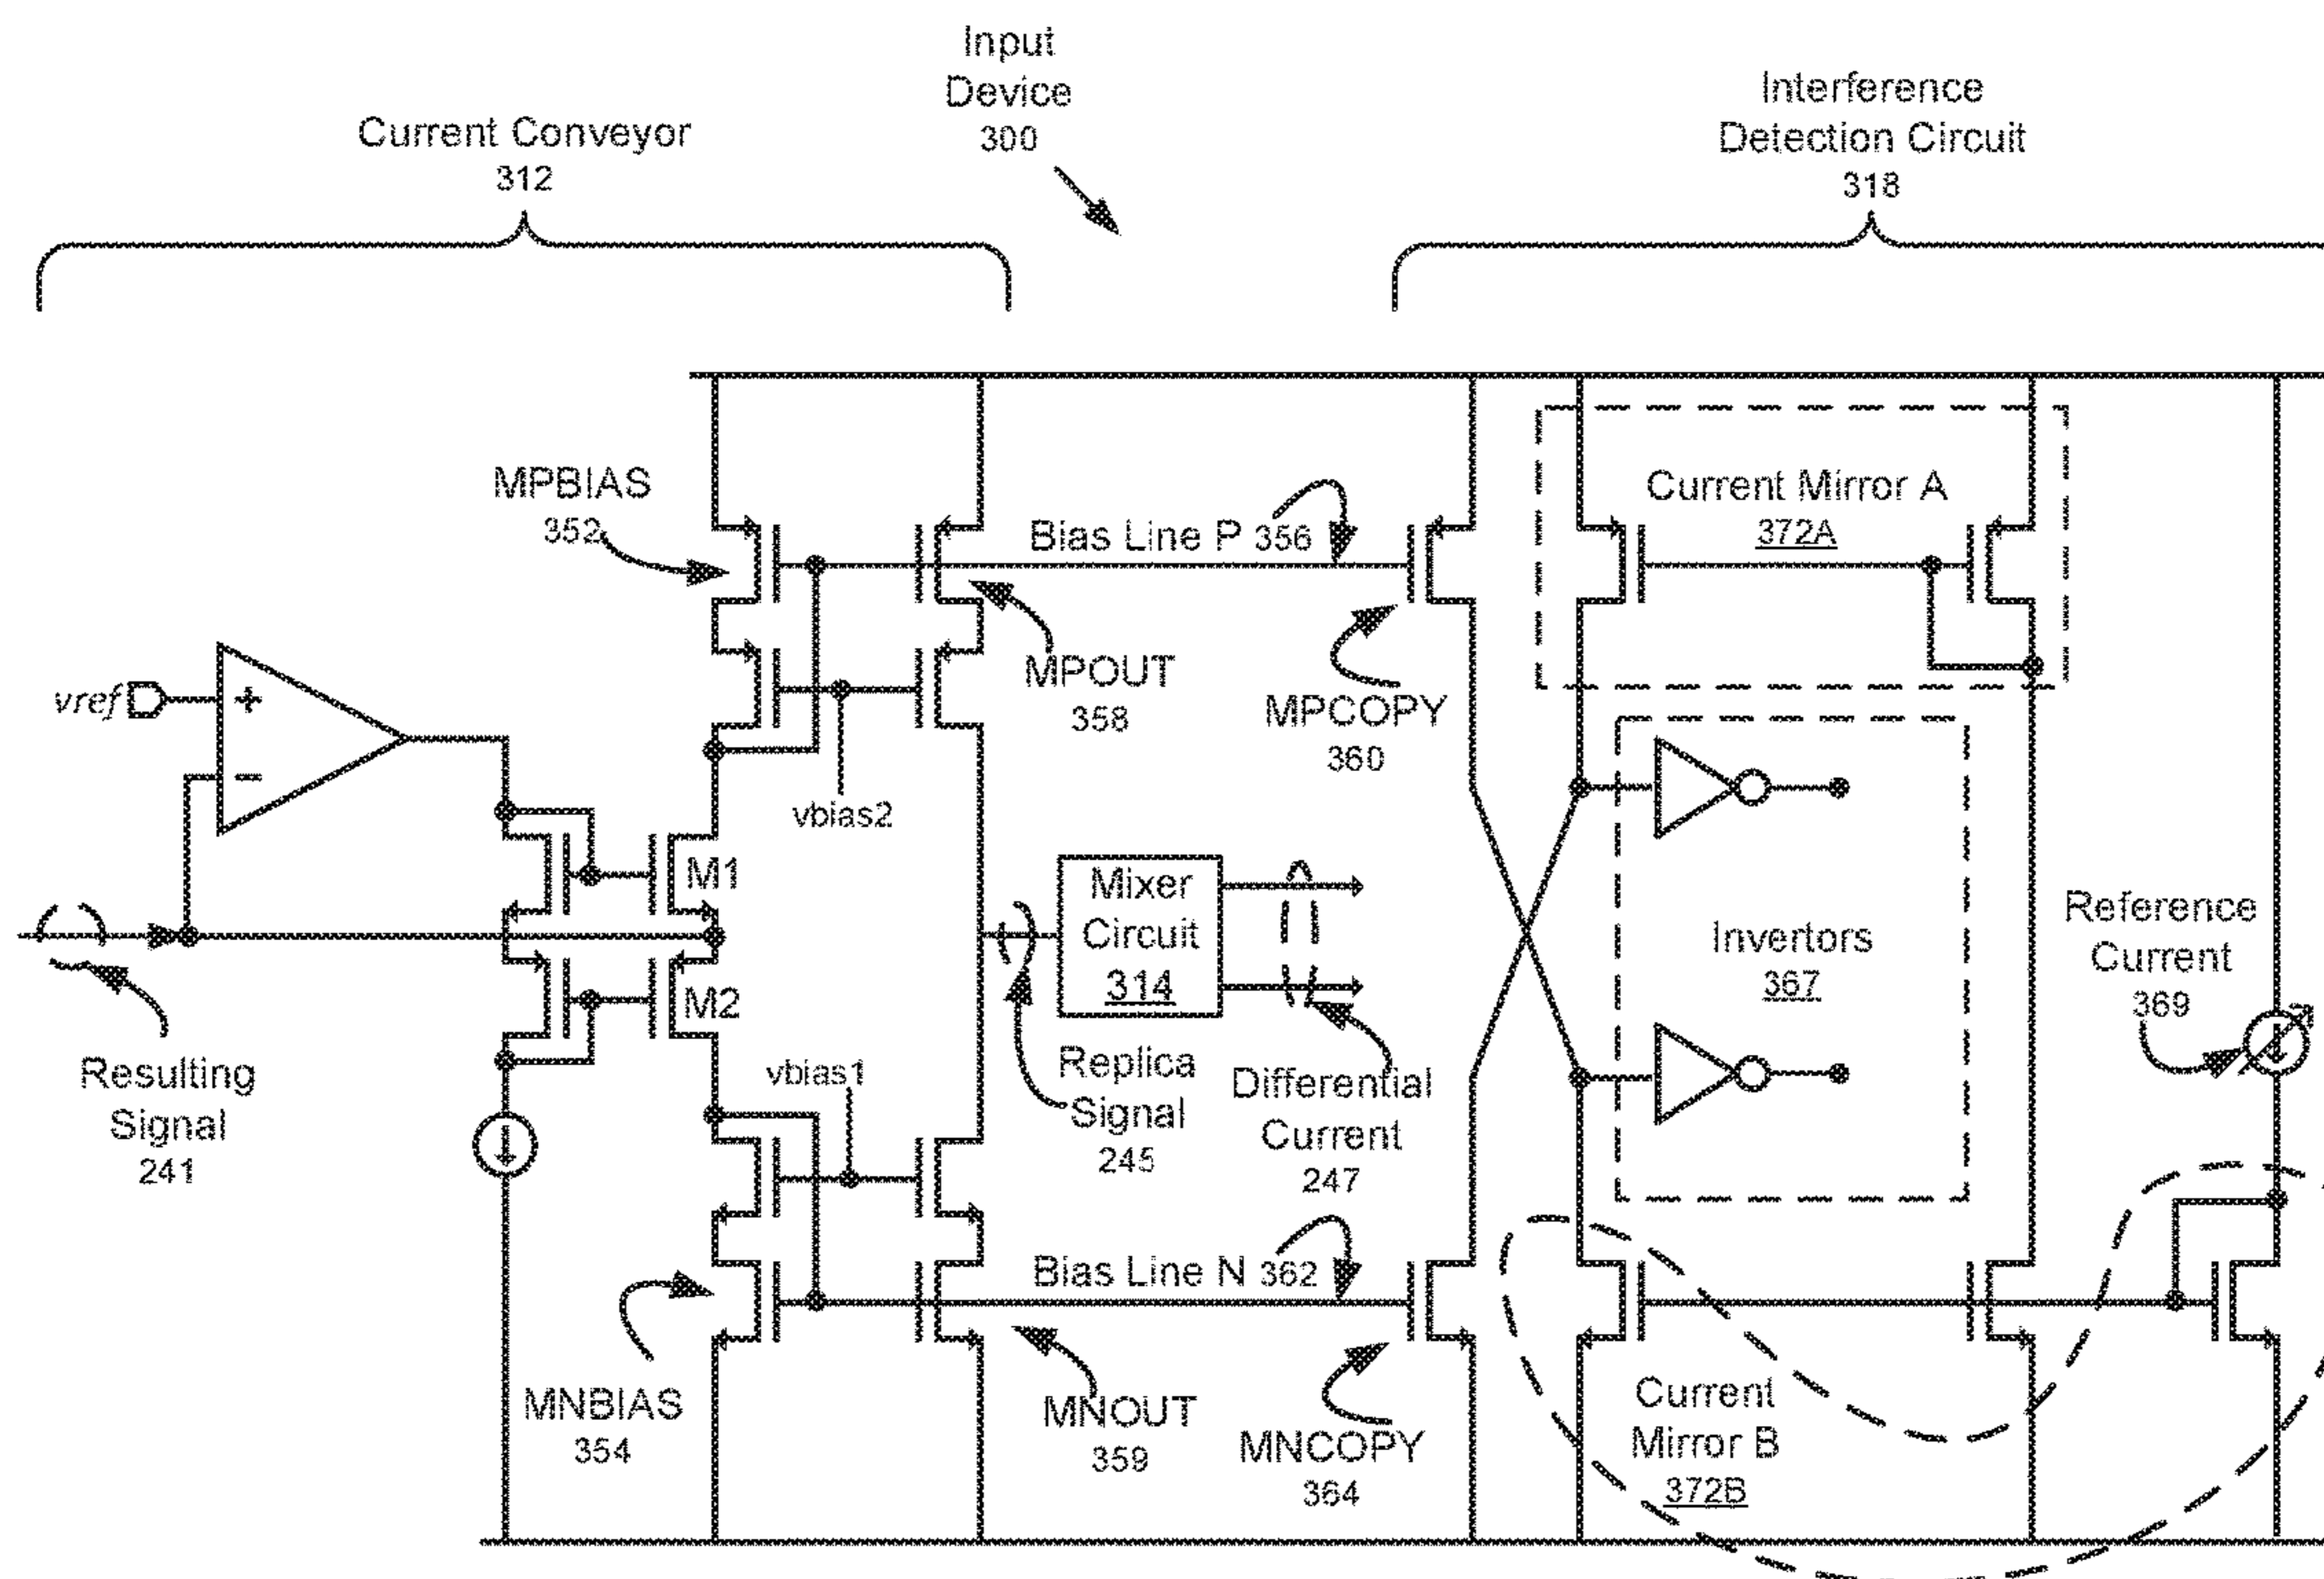 Input
Device
300
Current Conveyor
312
Interference
Detection Circuit
318
MPBIAS
352
Bias Line P 356
Current Mirror A
372A
MPOUT
358
MPCOPY
360
vref
+
−
vbias2
M1
Mixer
Circuit
314
Invertors
367
Reference
Current
369
M2
Resulting
Signal
241
vbias1
Replica
Signal
245
Differential
Current
247
Bias Line N 362
MNBIAS
354
MNOUT
359
MNCOPY
364
Current
Mirror B
372B